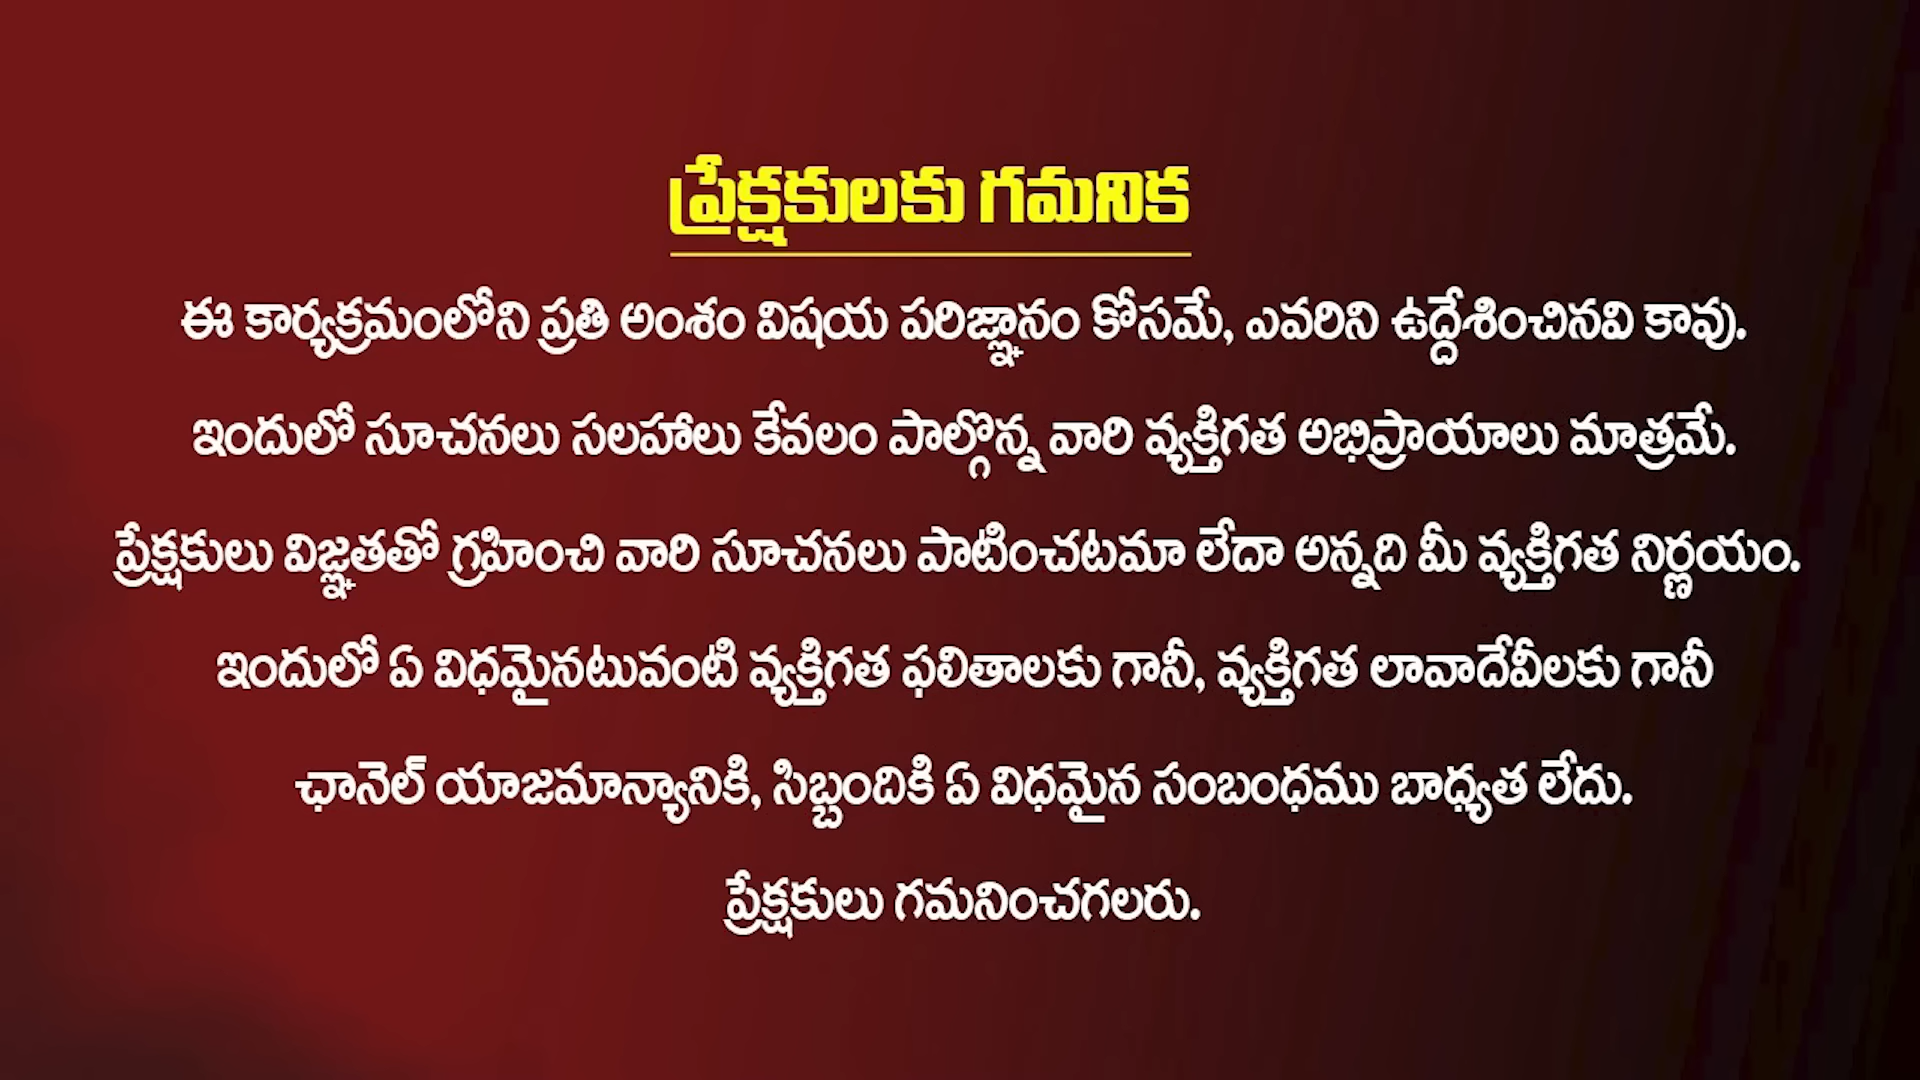 ప్రేక్షకులకు గమనిక
ఈ కార్యక్రమంలోని ప్రతి అంశం విషయ పరిజ్ఞానం కోసమే, ఎవరిని ఉద్దేశించినవి కావు.
ఇందులో సూచనలు సలహాలు కేవలం పాల్గొన్న వారి వ్యక్తిగత అభిప్రాయాలు మాత్రమే.
ప్రేక్షకులు విజ్ఞతతో గ్రహించి వారి సూచనలు పాటించటమా లేదా అన్నది మీ వ్యక్తిగత నిర్ణయం.
ఇందులో ఏ విధమైనటువంటి వ్యక్తిగత ఫలితాలకు గానీ, వ్యక్తిగత లావాదేవీలకు గానీ
ఛానెల్ యాజమాన్యానికి, సిబ్బందికి ఏ విధమైన సంబంధము బాధ్యత లేదు.
ప్రేక్షకులు గమనించగలరు.